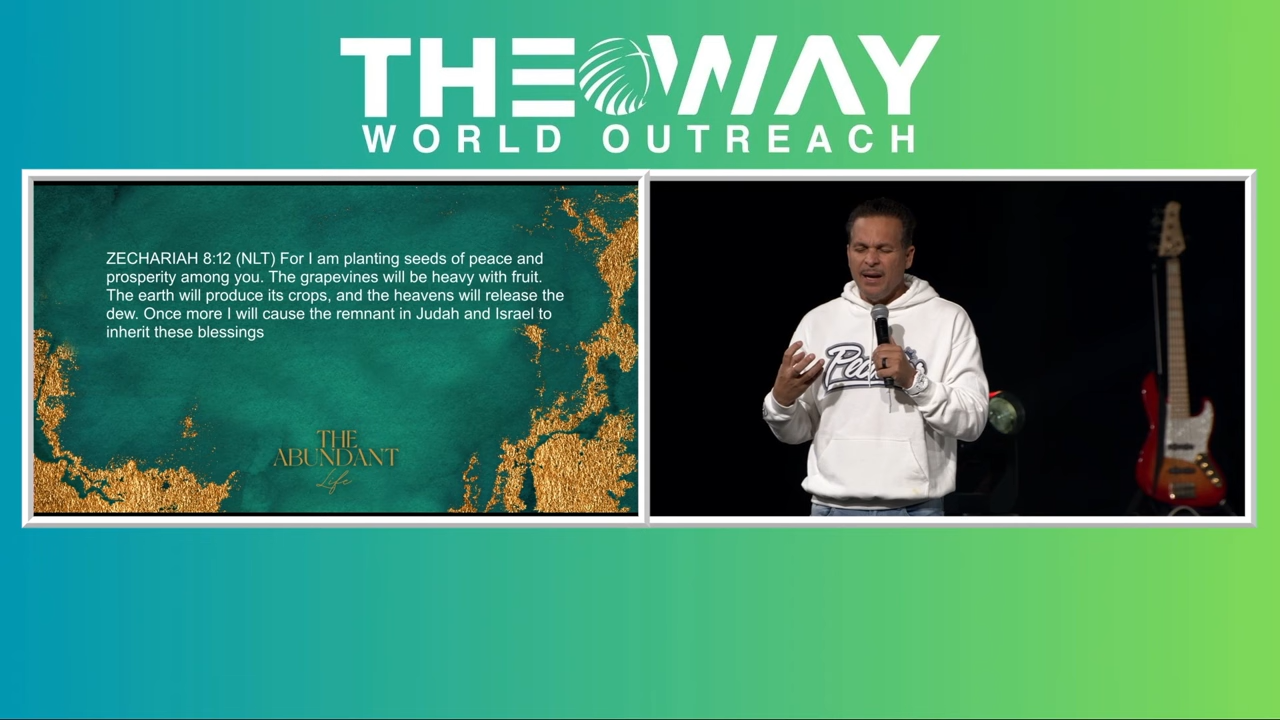 THE WAY
WORLD OUTREACH
ZECHARIAH 8:12 (NLT) For I am planting seeds of peace and
prosperity among you. The grapevines will be heavy with fruit.
The earth will produce its crops, and the heavens will release the
dew. Once more I will cause the remnant in Judah and Israel to
inherit these blessings
THE
ABUNDANT
Life